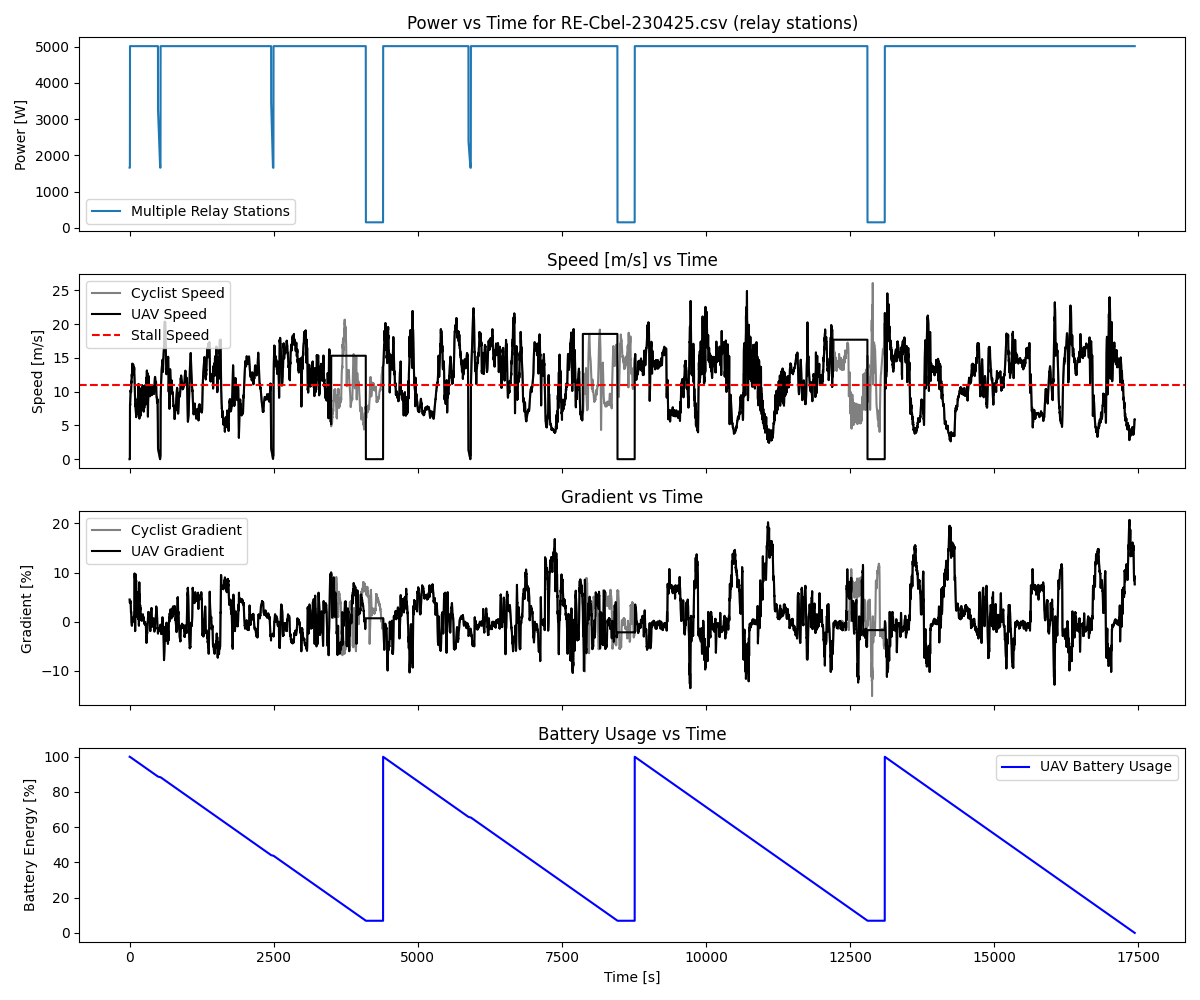 Power vs Time for RE-Cbel-230425.csv (relay stations)
5000
4000
3000
2000
1000
0
Power [W]
Multiple Relay Stations
Speed [m/s] vs Time
25
20
15
10
5
0
Speed [m/s]
Cyclist Speed
UAV Speed
Stall Speed
Gradient vs Time
20
10
0
−10
Gradient [%]
Cyclist Gradient
UAV Gradient
Battery Usage vs Time
100
80
60
40
20
0
Battery Energy [%]
UAV Battery Usage
0 2500 5000 7500 10000 12500 15000 17500
Time [s]